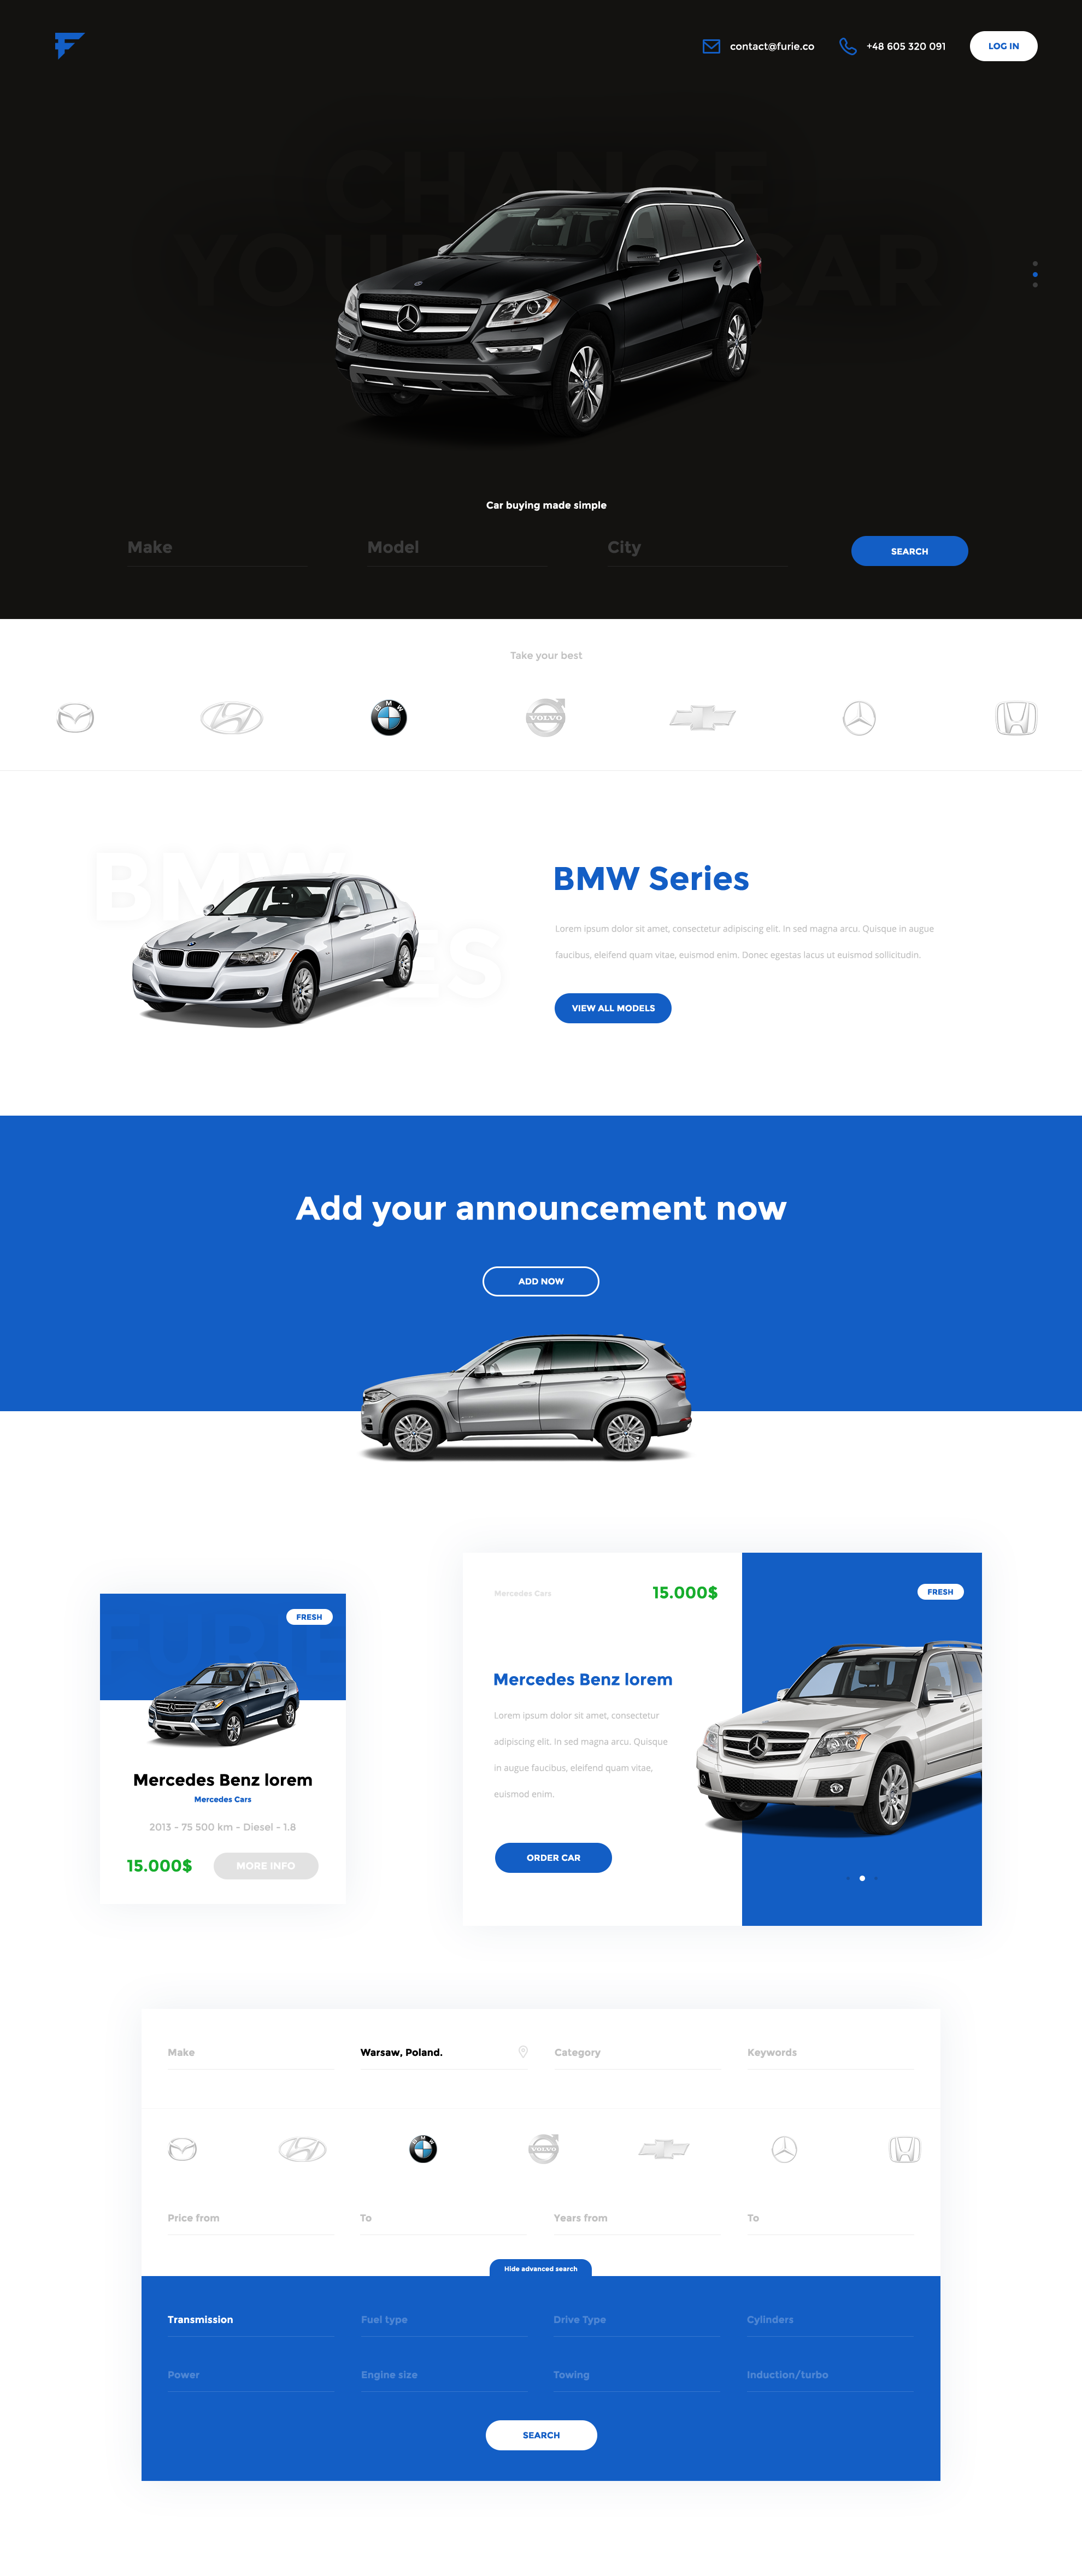 contact@furie.co
+48 605 320 091
LOG IN
CHANGE
YOUR CAR
Car buying made simple
Make
Model
City
SEARCH
Take your best
BMW
VOLVO
BMW
ES
BMW Series
Lorem ipsum dolor sit amet, consectetur adipiscing elit. In sed magna arcu. Quisque in augue
faucibus, eleifend quam vitae, euismod enim. Donec egestas lacus ut euismod sollicitudin.
VIEW ALL MODELS
Add your announcement now
ADD NOW
FRESH
FURIE
Mercedes Benz lorem
Mercedes Cars
2013 - 75 500 km - Diesel - 1.8
15.000$
MORE INFO
Mercedes Cars
15.000$
FRESH
Mercedes Benz lorem
Lorem ipsum dolor sit amet, consectetur
adipiscing elit. In sed magna arcu. Quisque
in augue faucibus, eleifend quam vitae,
euismod enim.
ORDER CAR
Make
Warsaw, Poland.
Category
Keywords
BMW
VOLVO
Price from
To
Years from
To
Hide advanced search
Transmission
Fuel type
Drive Type
Cylinders
Power
Engine size
Towing
Induction/turbo
SEARCH